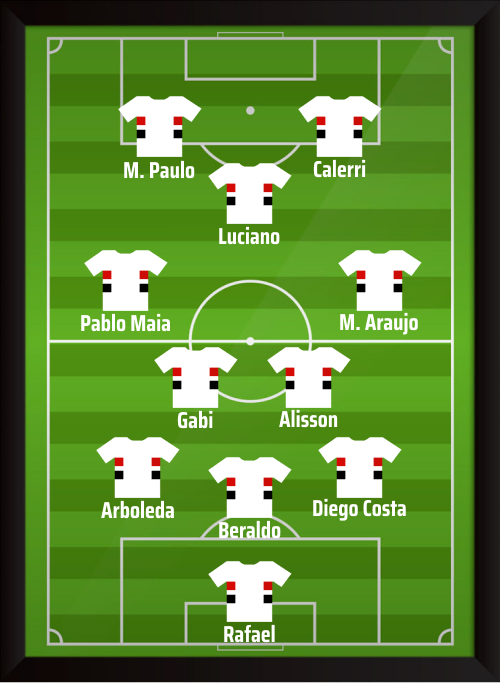 M. Paulo
Calerri
Luciano
Pablo Maia
M. Araujo
Gabi
Alisson
Arboleda
Diego Costa
Beraldo
Rafael